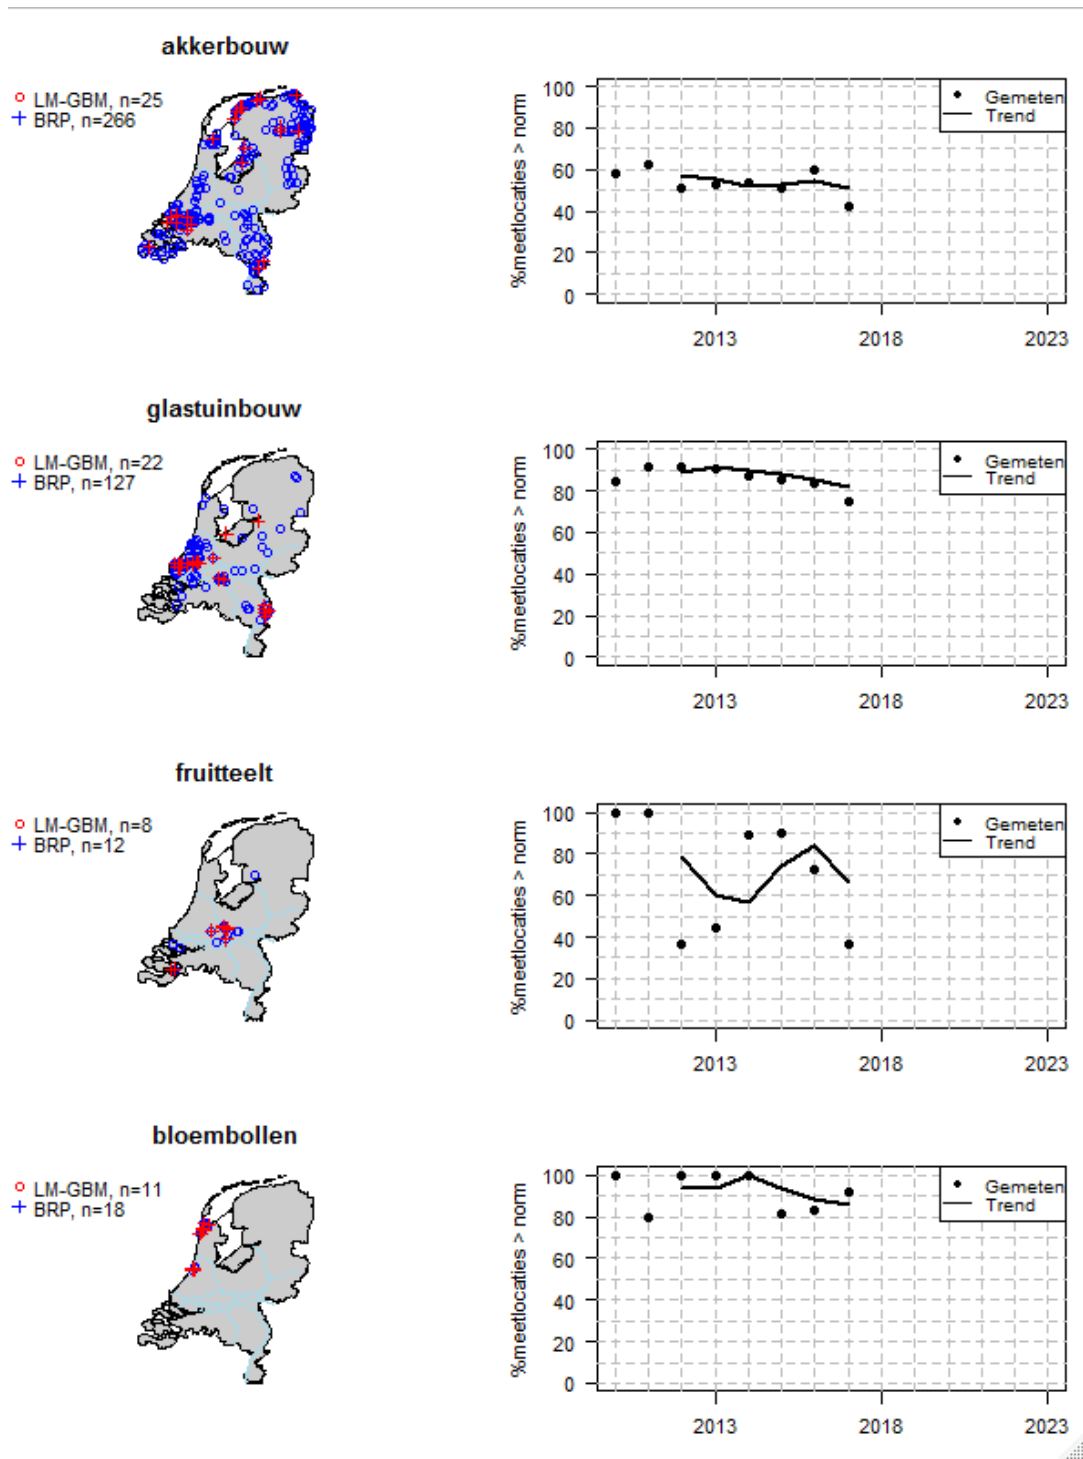 akkerbouw
LM-GBM, n=25
BRP, n=266
%meetlocaties > norm
100
80
60
40
20
0
Gemeten
Trend
2013 2018 2023
glastuinbouw
LM-GBM, n=22
BRP, n=127
%meetlocaties > norm
100
80
60
40
20
0
Gemeten
Trend
2013 2018 2023
fruitteelt
LM-GBM, n=8
BRP, n=12
%meetlocaties > norm
100
80
60
40
20
0
Gemeten
Trend
2013 2018 2023
bloembollen
LM-GBM, n=11
BRP, n=18
%meetlocaties > norm
100
80
60
40
20
0
Gemeten
Trend
2013 2018 2023